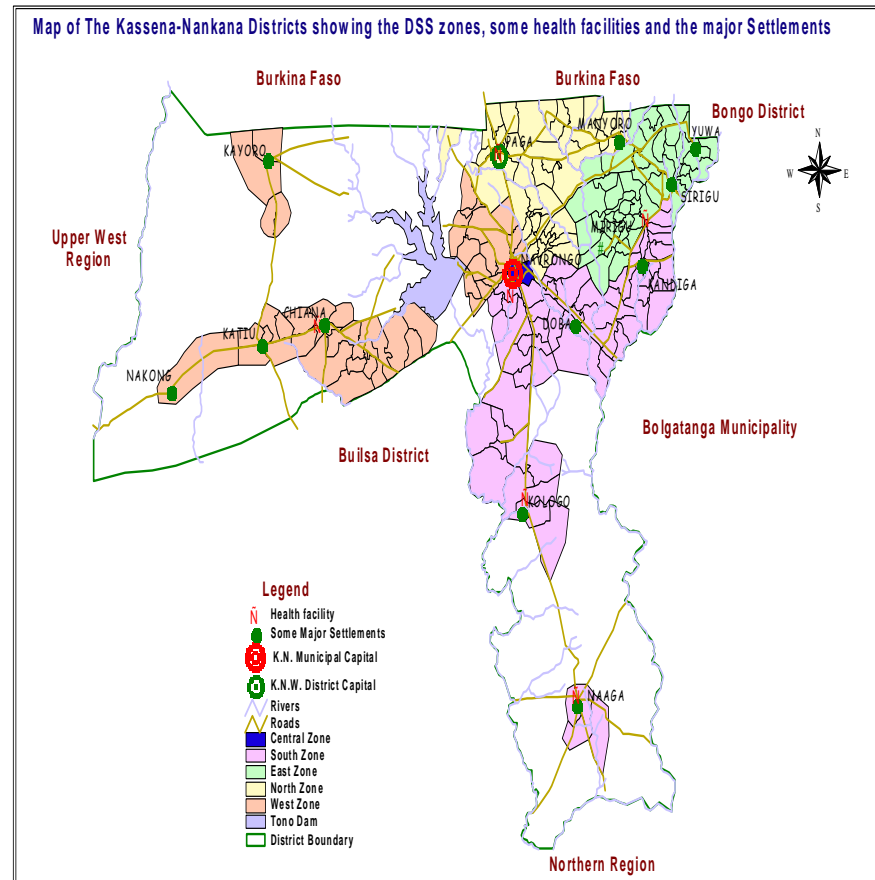 Map of The Kassena-Nankana Districts showing the DSS zones, some health facilities and the major Settlements
Burkina Faso
Burkina Faso
Bongo District
MANYORO
YUWA
KAYORO
PAGA
N
W
E
S
SIRIGU
Upper West
Region
MIRIGU
Ñ
NAVRONGO
KANDIGA
Ñ
CHIANA
DOBA
KATIU
NAKONG
Bolgatanga Municipality
Builsa District
Ñ
KOLOGO
Legend
Ñ Health facility
Some Major Settlements
K.N. Municipal Capital
K.N.W. District Capital
Rivers
Ñ
NAAGA
Roads
Central Zone
South Zone
East Zone
North Zone
West Zone
Tono Dam
District Boundary
Northern Region